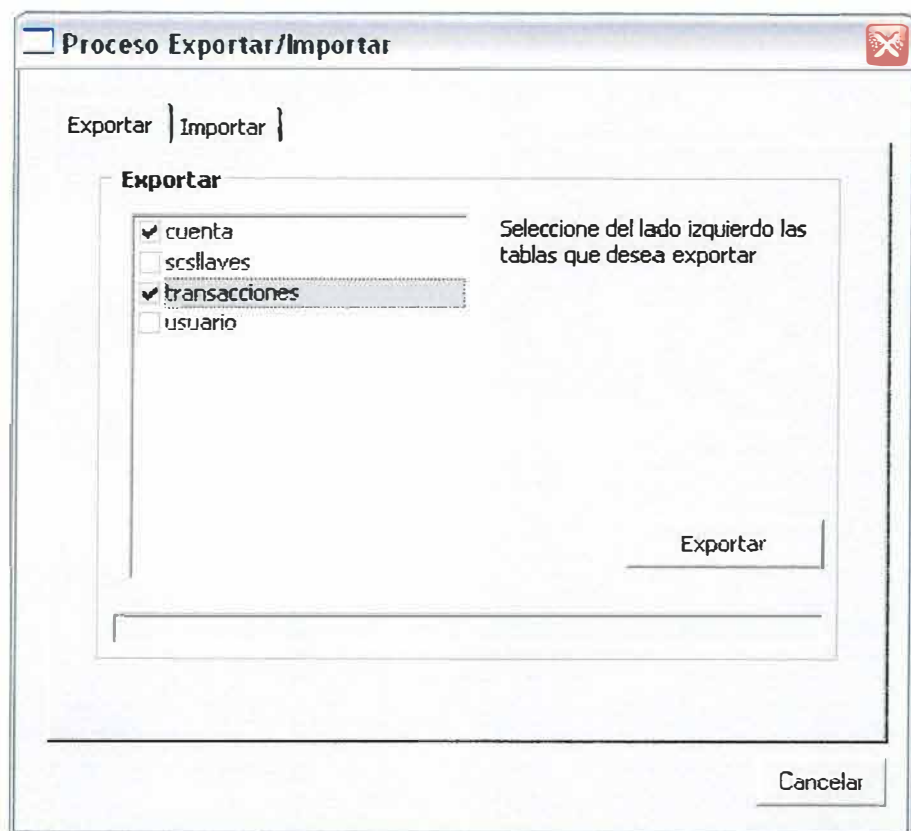 Proceso Exportar/Importar
Exportar
Importar
Exportar
cuenta
scsllaves
transacciones
usuario
Seleccione del lado izquierdo las
tablas que desea exportar
Exportar
Cancelar